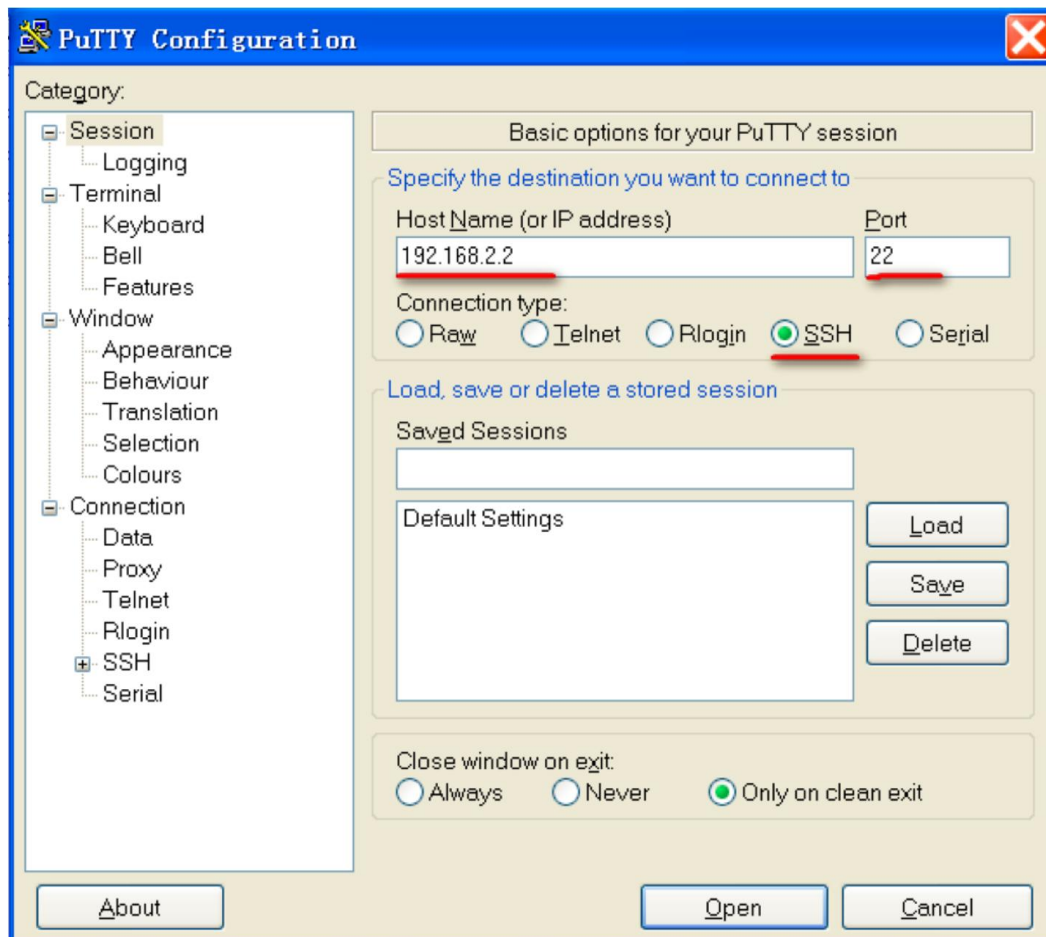 PuTTY Configuration
Category:
Session
Logging
Terminal
Keyboard
Bell
Features
Window
Appearance
Behaviour
Translation
Selection
Colours
Connection
Data
Proxy
Telnet
Rlogin
SSH
Serial
Basic options for your PuTTY session
Specify the destination you want to connect to
Host Name (or IP address) Port
192.168.2.2 22
Connection type:
Raw Telnet Rlogin SSH Serial
Load, save or delete a stored session
Saved Sessions
Default Settings
Load
Save
Delete
Close window on exit:
Always Never Only on clean exit
About Open Cancel